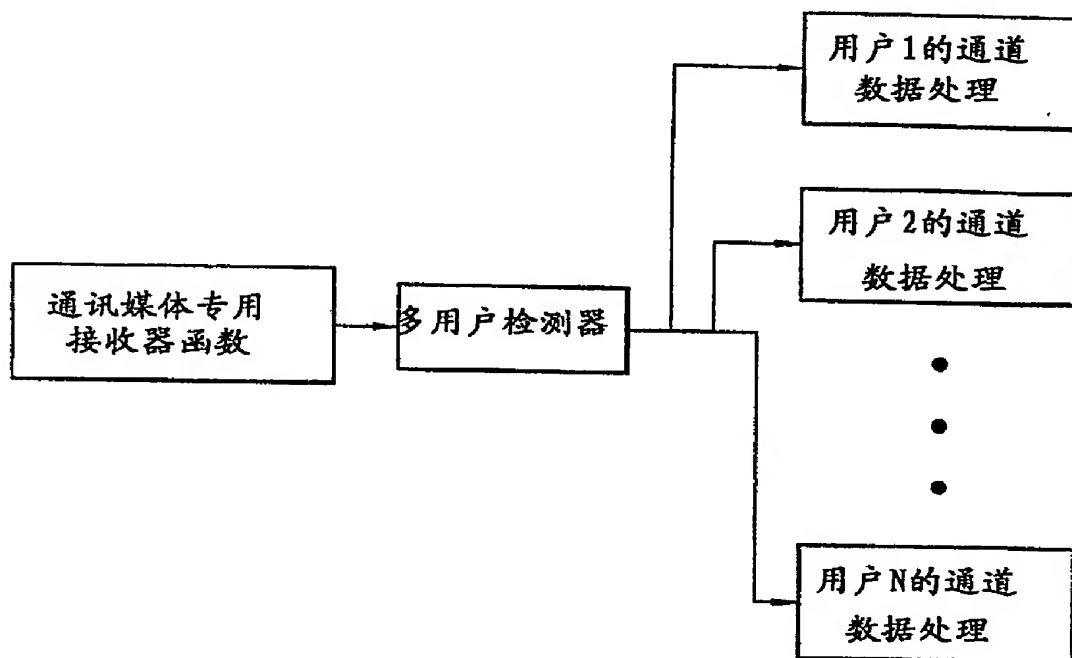 用户1的通道
数据处理
用户2的通道
数据处理
通讯媒体专用
接收器函数
多用户检测器
用户N的通道
数据处理